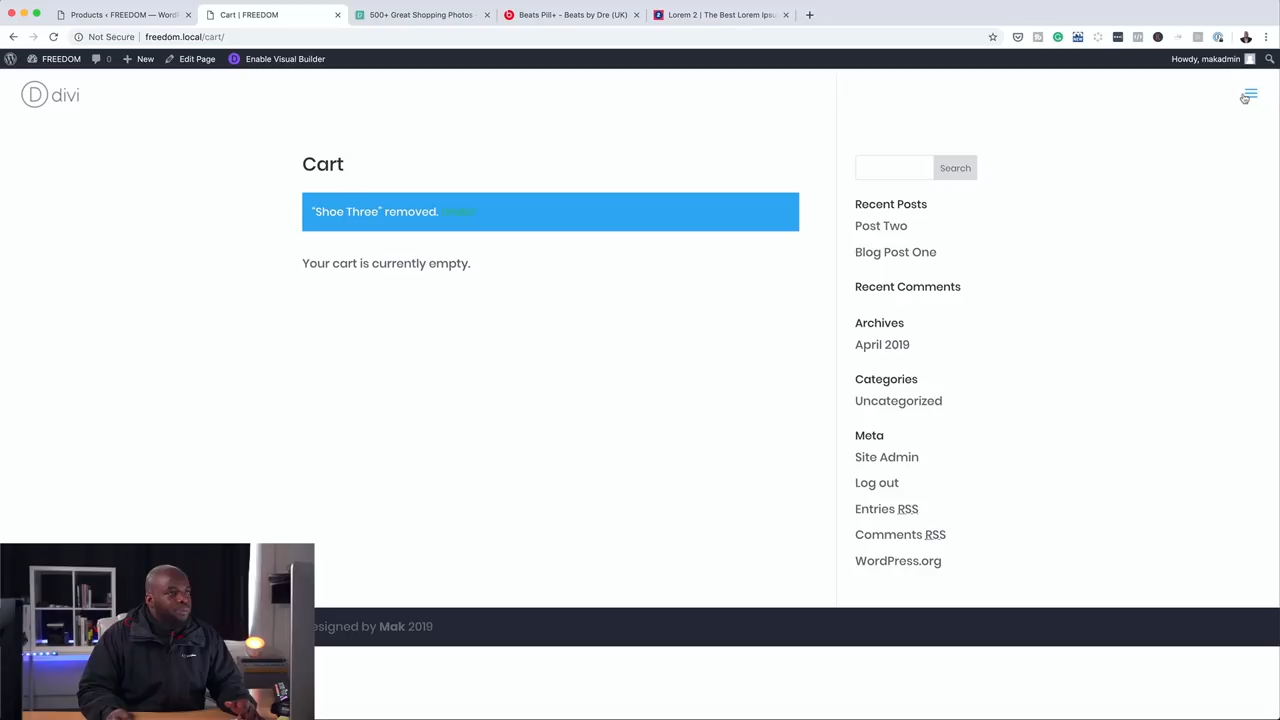 Products ‹ FREEDOM — WordP
Cart | FREEDOM
500+ Great Shopping Photos ·
Beats Pill+ - Beats by Dre (UK)
Lorem 2 | The Best Lorem Ipsu
Not Secure
freedom.local/cart/
FREEDOM
0
New
Edit Page
D Enable Visual Builder
Howdy, makadmin
D divi
Cart
"Shoe Three" removed.
Your cart is currently empty.
Search
Recent Posts
Post Two
Blog Post One
Recent Comments
Archives
April 2019
Categories
Uncategorized
Meta
Site Admin
Log out
Entries RSS
Comments RSS
WordPress.org
esigned by Mak 2019